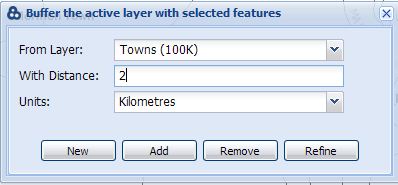 Buffer the active layer with selected features
From Layer: Towns (100K)
With Distance: 2
Units: Kilometres
New Add Remove Refine